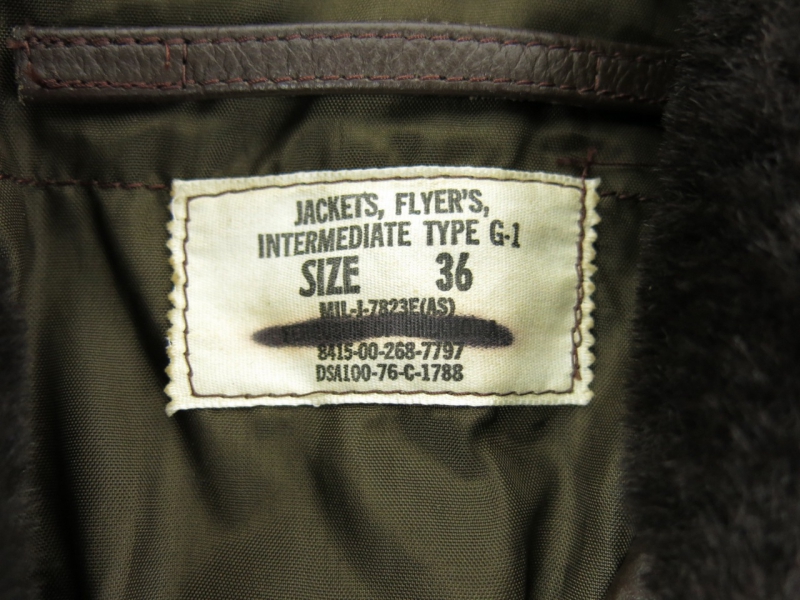 JACKETS, FLYER'S,
INTERMEDIATE TYPE G-1
SIZE 36
MIL-J-7823E(AS)
8415-00-268-7797
DSA100-76-C-1788